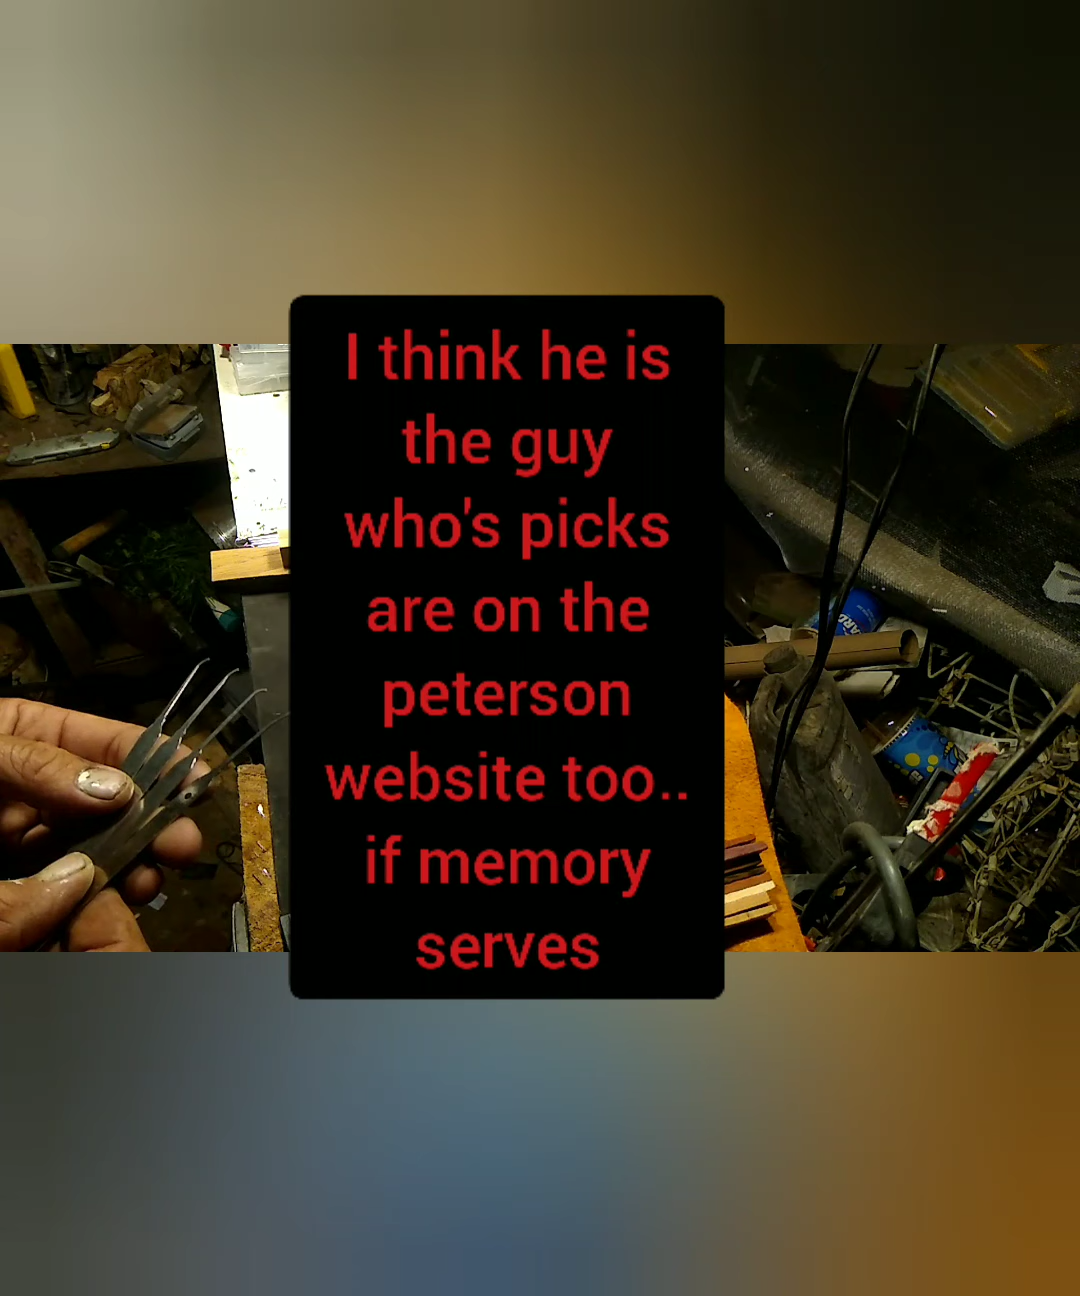 I think he is
the guy
who's picks
are on the
peterson
website too..
if memory
serves